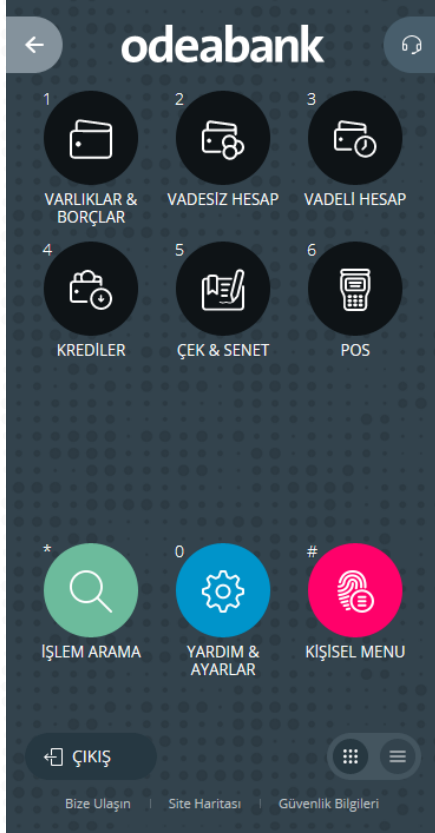 odeabank
1
2
3
VARLIKLAR &
BORÇLAR
VADESİZ HESAP
VADELİ HESAP
4
5
6
KREDİLER
ÇEK & SENET
POS
*
0
#
İŞLEM ARAMA
YARDIM &
AYARLAR
KİŞİSEL MENU
ÇIKIŞ
Bize Ulaşın | Site Haritası | Güvenlik Bilgileri